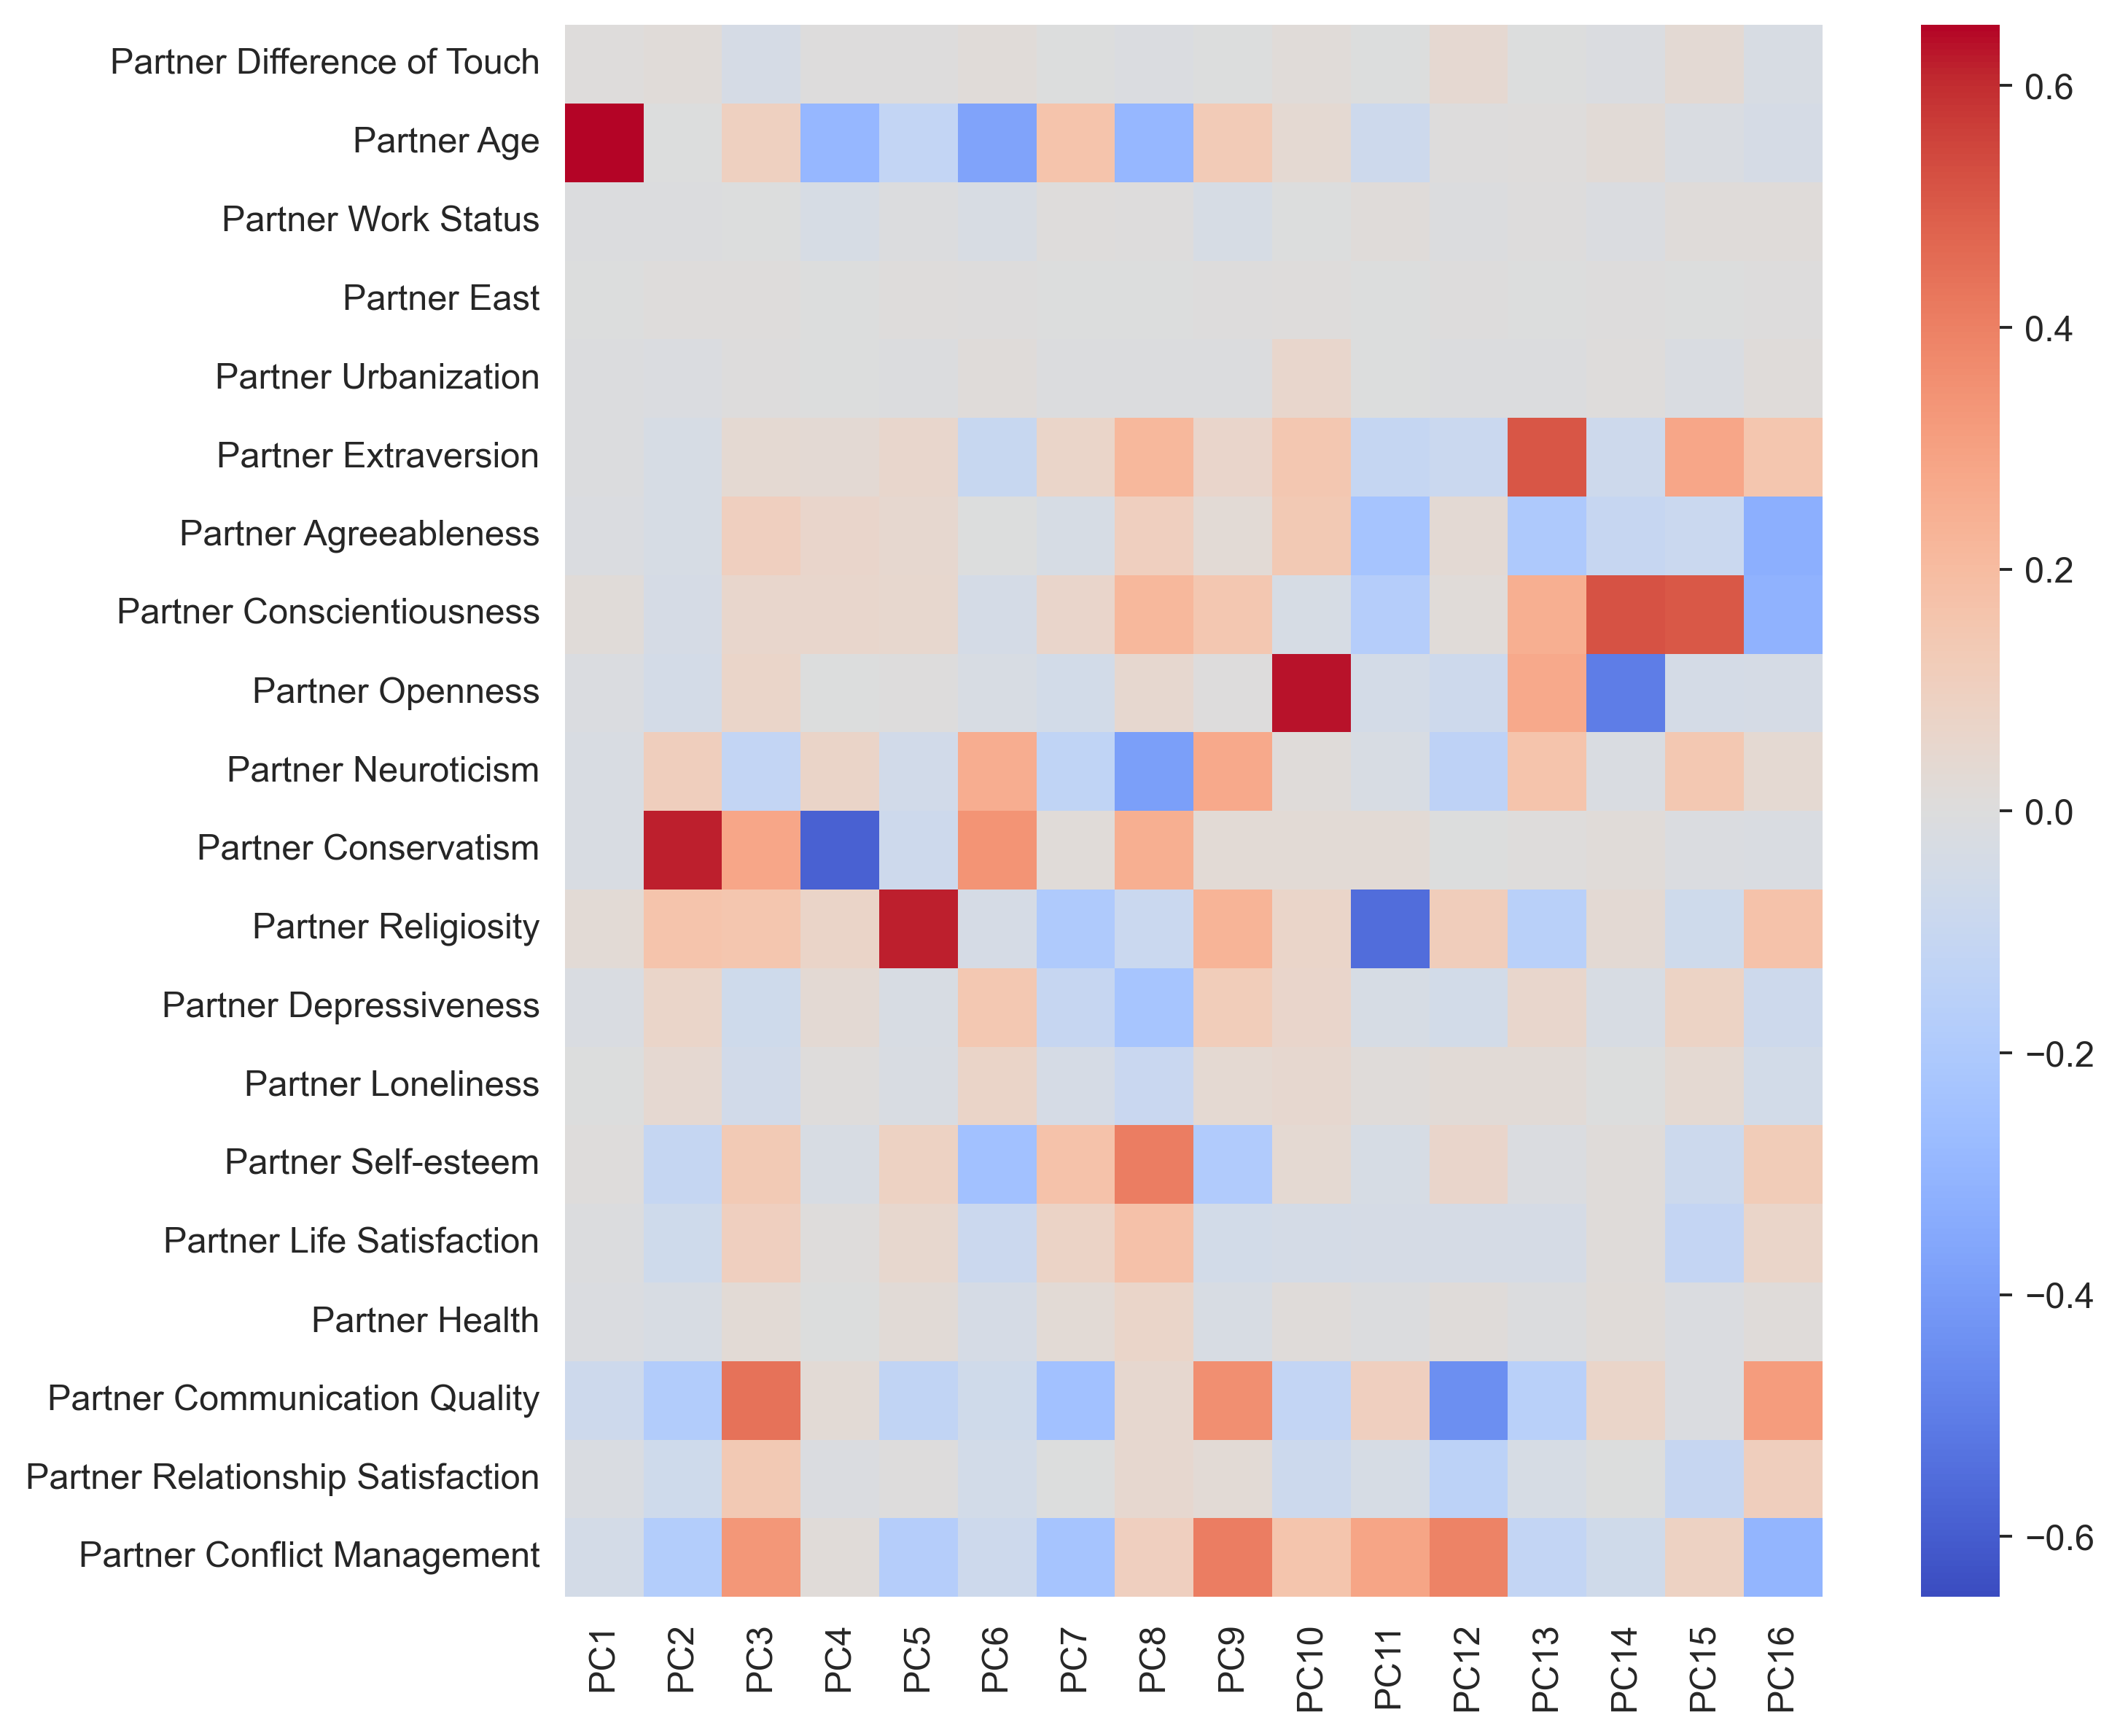 Partner Difference of Touch
Partner Age
Partner Work Status
Partner East
Partner Urbanization
Partner Extraversion
Partner Agreeableness
Partner Conscientiousness
Partner Openness
Partner Neuroticism
Partner Conservatism
Partner Religiosity
Partner Depressiveness
Partner Loneliness
Partner Self-esteem
Partner Life Satisfaction
Partner Health
Partner Communication Quality
Partner Relationship Satisfaction
Partner Conflict Management
PC1
PC2
PC3
PC4
PC5
PC6
PC7
PC8
PC9
PC10
PC11
PC12
PC13
PC14
PC15
PC16
0.6
0.4
0.2
0.0
−0.2
−0.4
−0.6